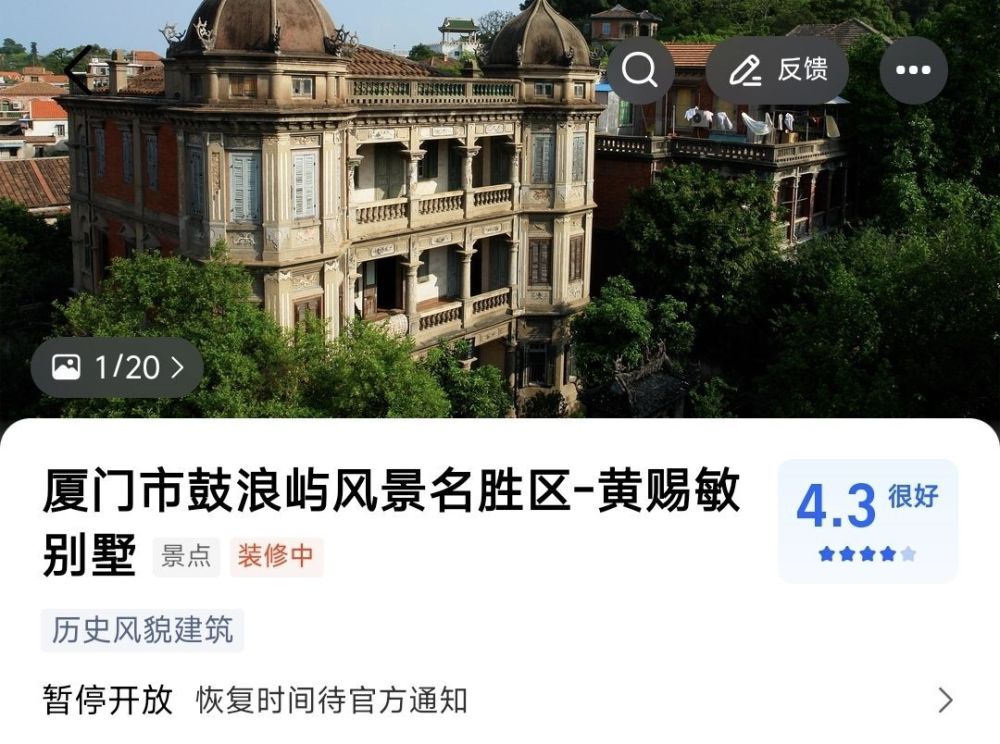 反馈
1/20
厦门市鼓浪屿风景名胜区-黄赐敏
别墅 景点 装修中
4.3 很好
历史风貌建筑
暂停开放 恢复时间待官方通知